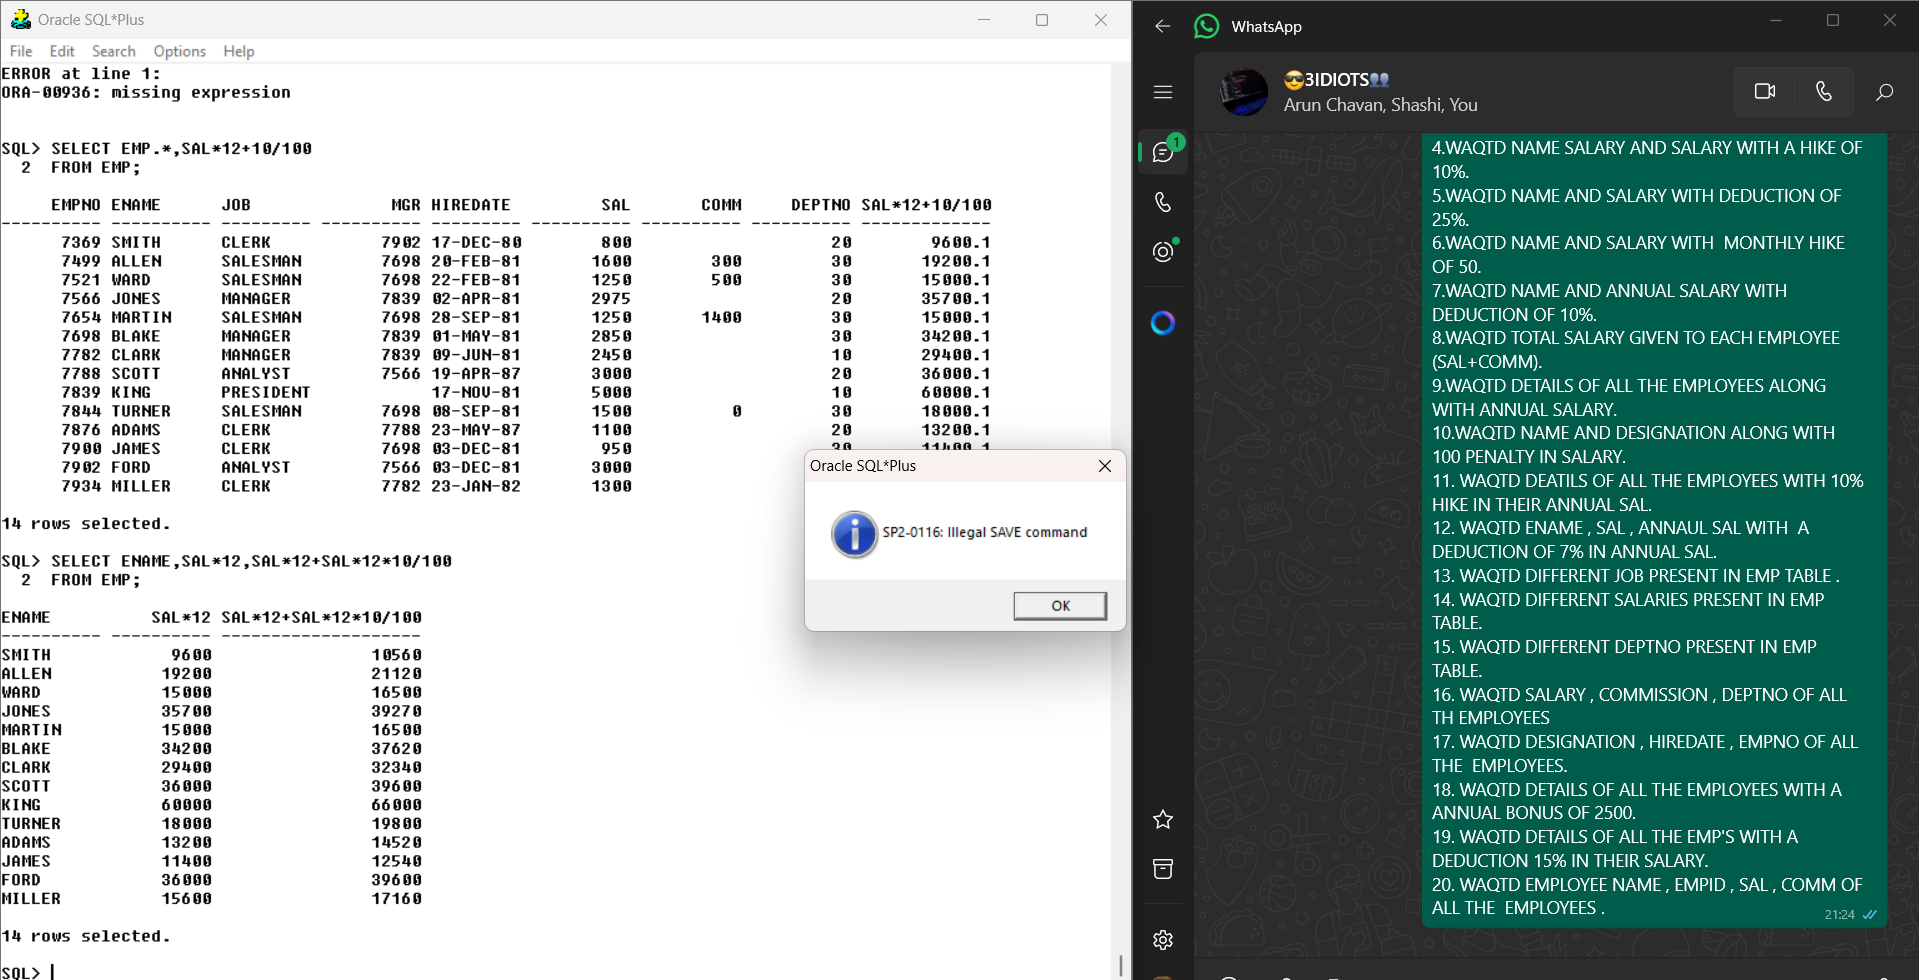 Oracle SQL*Plus
File Edit Search Options Help
ERROR at line 1:
ORA-00936: missing expression
SQL> SELECT EMP.*,SAL*12+10/100
2 FROM EMP;
EMPNO ENAME JOB MGR HIREDATE SAL COMM DEPTNO SAL*12+10/100
---------- ---------- --------- ---------- --------- ---------- ---------- ---------- -------------
7369 SMITH CLERK 7902 17-DEC-80 800 20 9600.1
7499 ALLEN SALESMAN 7698 20-FEB-81 1600 300 30 19200.1
7521 WARD SALESMAN 7698 22-FEB-81 1250 500 30 15000.1
7566 JONES MANAGER 7839 02-APR-81 2975 20 35700.1
7654 MARTIN SALESMAN 7698 28-SEP-81 1250 1400 30 15000.1
7698 BLAKE MANAGER 7839 01-MAY-81 2850 30 34200.1
7782 CLARK MANAGER 7839 09-JUN-81 2450 10 29400.1
7788 SCOTT ANALYST 7566 19-APR-87 3000 20 36000.1
7839 KING PRESIDENT 17-NOV-81 5000 10 60000.1
7844 TURNER SALESMAN 7698 08-SEP-81 1500 0 30 18000.1
7876 ADAMS CLERK 7788 23-MAY-87 1100 20 13200.1
7900 JAMES CLERK 7698 03-DEC-81 950 30 11400.1
7902 FORD ANALYST 7566 03-DEC-81 3000
7934 MILLER CLERK 7782 23-JAN-82 1300
14 rows selected.
SQL> SELECT ENAME,SAL*12,SAL*12+SAL*12*10/100
2 FROM EMP;
ENAME SAL*12 SAL*12+SAL*12*10/100
---------- ---------- --------------------
SMITH 9600 10560
ALLEN 19200 21120
WARD 15000 16500
JONES 35700 39270
MARTIN 15000 16500
BLAKE 34200 37620
CLARK 29400 32340
SCOTT 36000 39600
KING 60000 66000
TURNER 18000 19800
ADAMS 13200 14520
JAMES 11400 12540
FORD 36000 39600
MILLER 15600 17160
14 rows selected.
SQL>
Oracle SQL*Plus
SP2-0116: Illegal SAVE command
OK
WhatsApp
1
😎3IDIOTS👥
Arun Chavan, Shashi, You
4.WAQTD NAME SALARY AND SALARY WITH A HIKE OF
10%.
5.WAQTD NAME AND SALARY WITH DEDUCTION OF
25%.
6.WAQTD NAME AND SALARY WITH  MONTHLY HIKE
OF 50.
7.WAQTD NAME AND ANNUAL SALARY WITH
DEDUCTION OF 10%.
8.WAQTD TOTAL SALARY GIVEN TO EACH EMPLOYEE
(SAL+COMM).
9.WAQTD DETAILS OF ALL THE EMPLOYEES ALONG
WITH ANNUAL SALARY.
10.WAQTD NAME AND DESIGNATION ALONG WITH
100 PENALTY IN SALARY.
11. WAQTD DEATILS OF ALL THE EMPLOYEES WITH 10%
HIKE IN THEIR ANNUAL SAL.
12. WAQTD ENAME , SAL , ANNAUL SAL WITH  A
DEDUCTION OF 7% IN ANNUAL SAL.
13. WAQTD DIFFERENT JOB PRESENT IN EMP TABLE .
14. WAQTD DIFFERENT SALARIES PRESENT IN EMP
TABLE.
15. WAQTD DIFFERENT DEPTNO PRESENT IN EMP
TABLE.
16. WAQTD SALARY , COMMISSION , DEPTNO OF ALL
TH EMPLOYEES
17. WAQTD DESIGNATION , HIREDATE , EMPNO OF ALL
THE  EMPLOYEES.
18. WAQTD DETAILS OF ALL THE EMPLOYEES WITH A
ANNUAL BONUS OF 2500.
19. WAQTD DETAILS OF ALL THE EMP'S WITH A
DEDUCTION 15% IN THEIR SALARY.
20. WAQTD EMPLOYEE NAME , EMPID , SAL , COMM OF
ALL THE  EMPLOYEES .
21:24